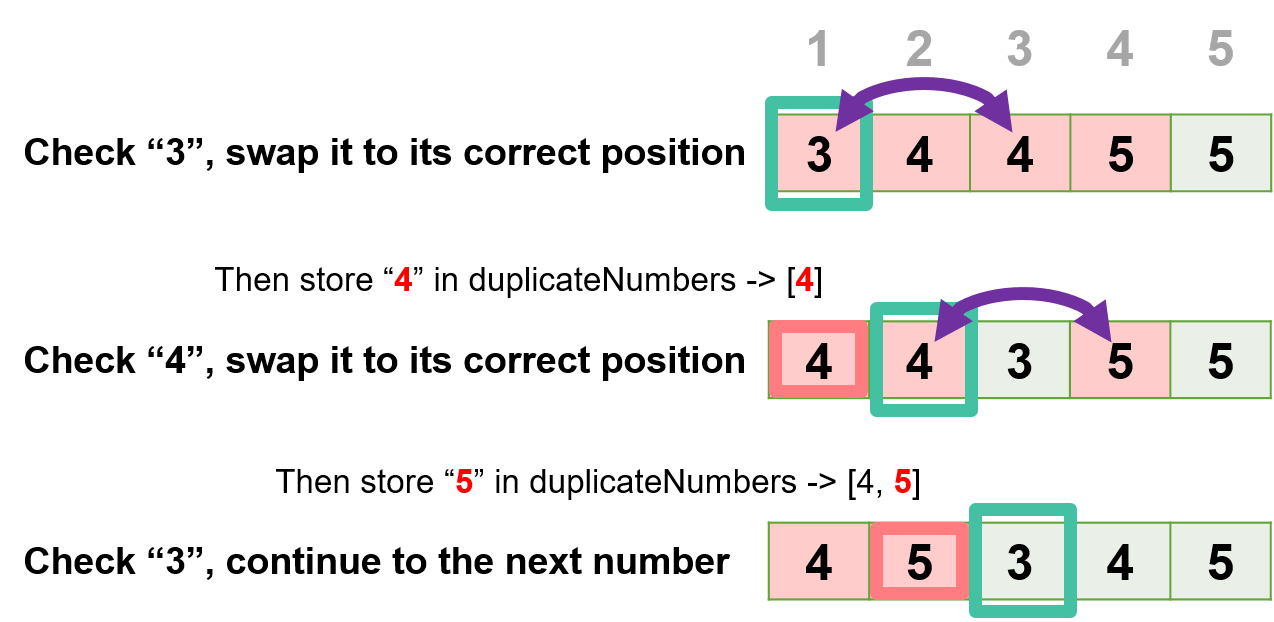 1 2 3 4 5
Check “3”, swap it to its correct position 3 4 4 5 5
Then store “4” in duplicateNumbers -> [4]
Check “4”, swap it to its correct position 4 4 3 5 5
Then store “5” in duplicateNumbers -> [4, 5]
Check “3”, continue to the next number 4 5 3 4 5